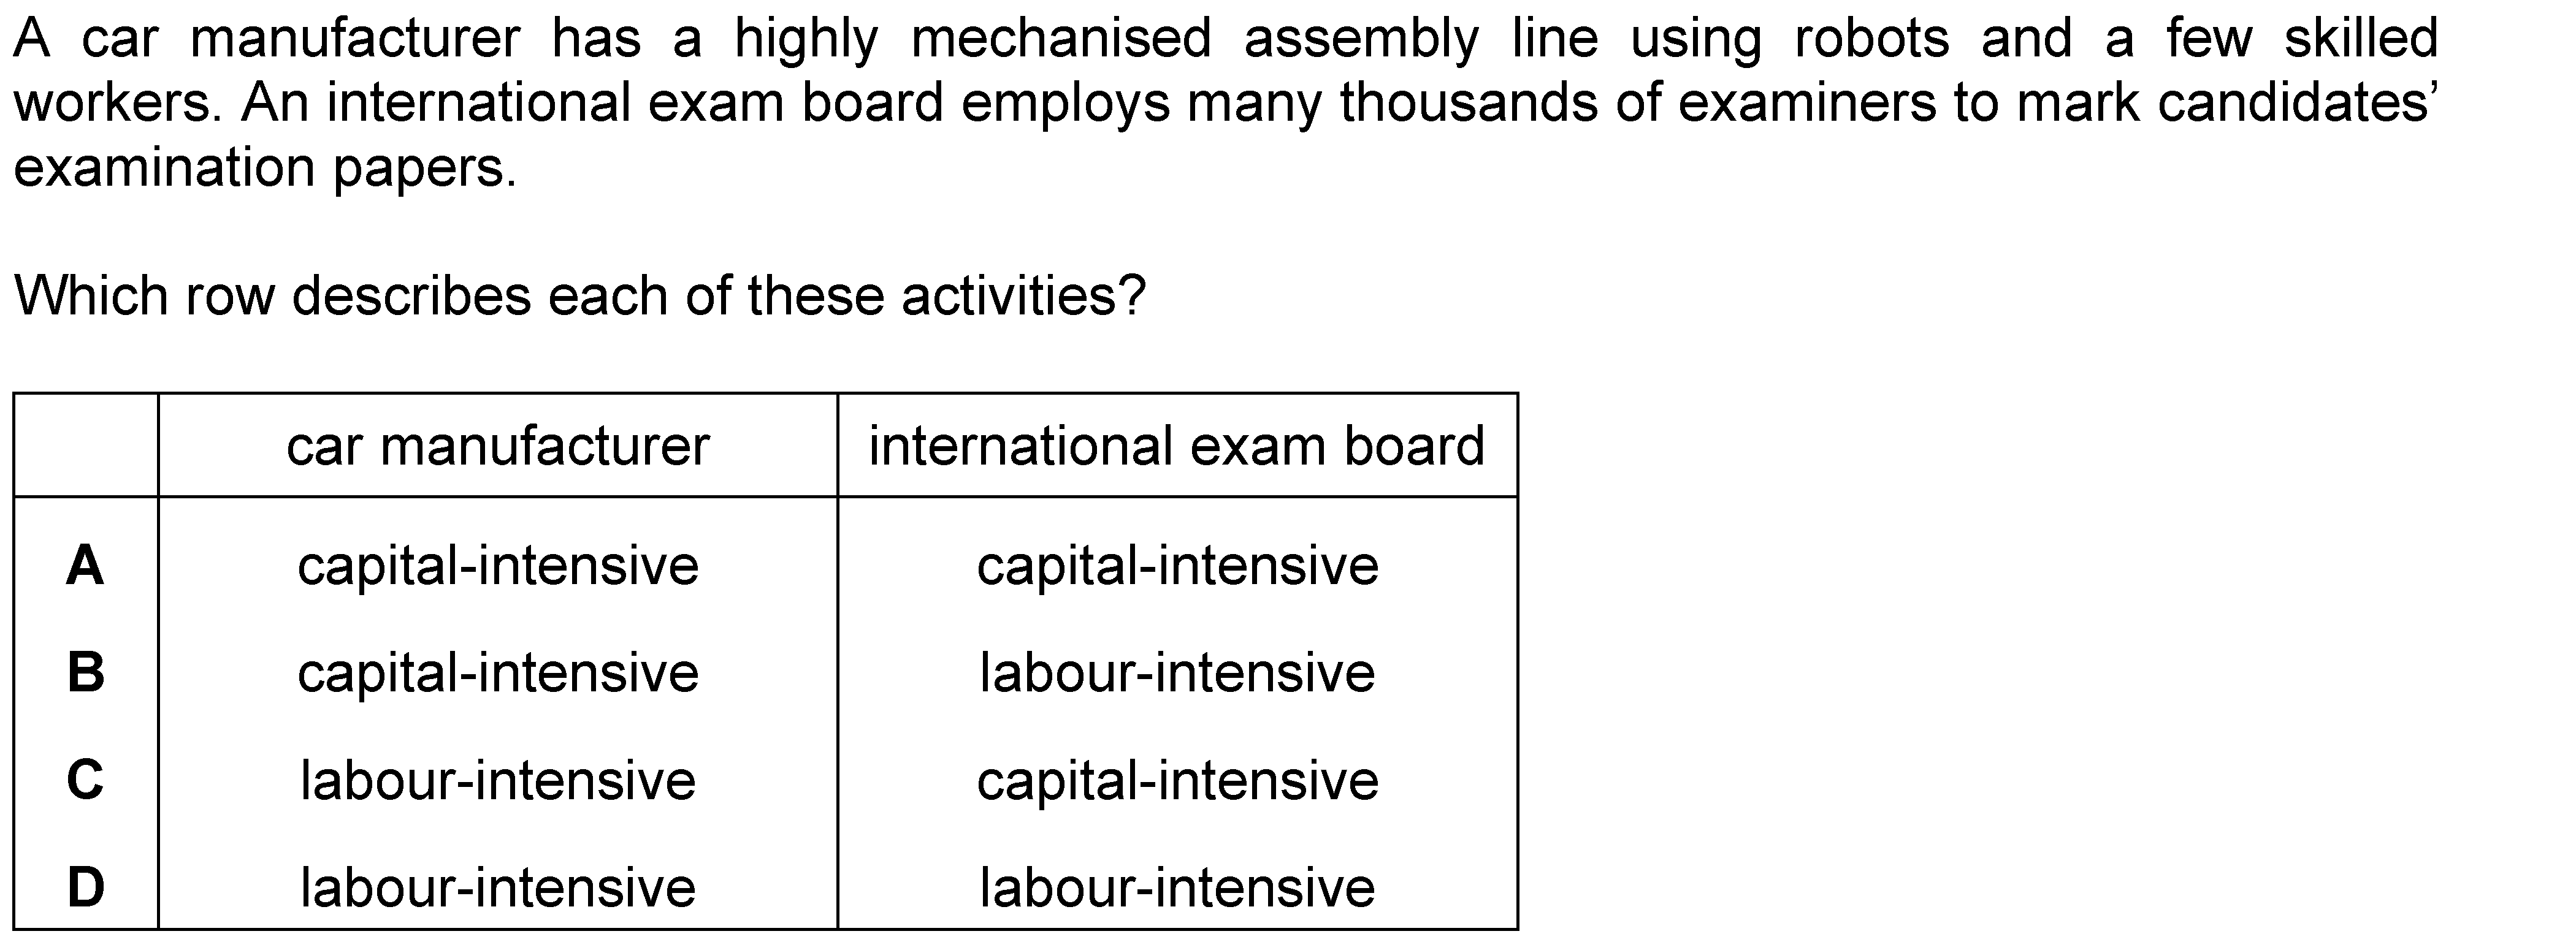 A car manufacturer has a highly mechanised assembly line using robots and a few skilled
workers. An international exam board employs many thousands of examiners to mark candidates’
examination papers.
Which row describes each of these activities?
car manufacturer international exam board
A capital-intensive capital-intensive
B capital-intensive labour-intensive
C labour-intensive capital-intensive
D labour-intensive labour-intensive